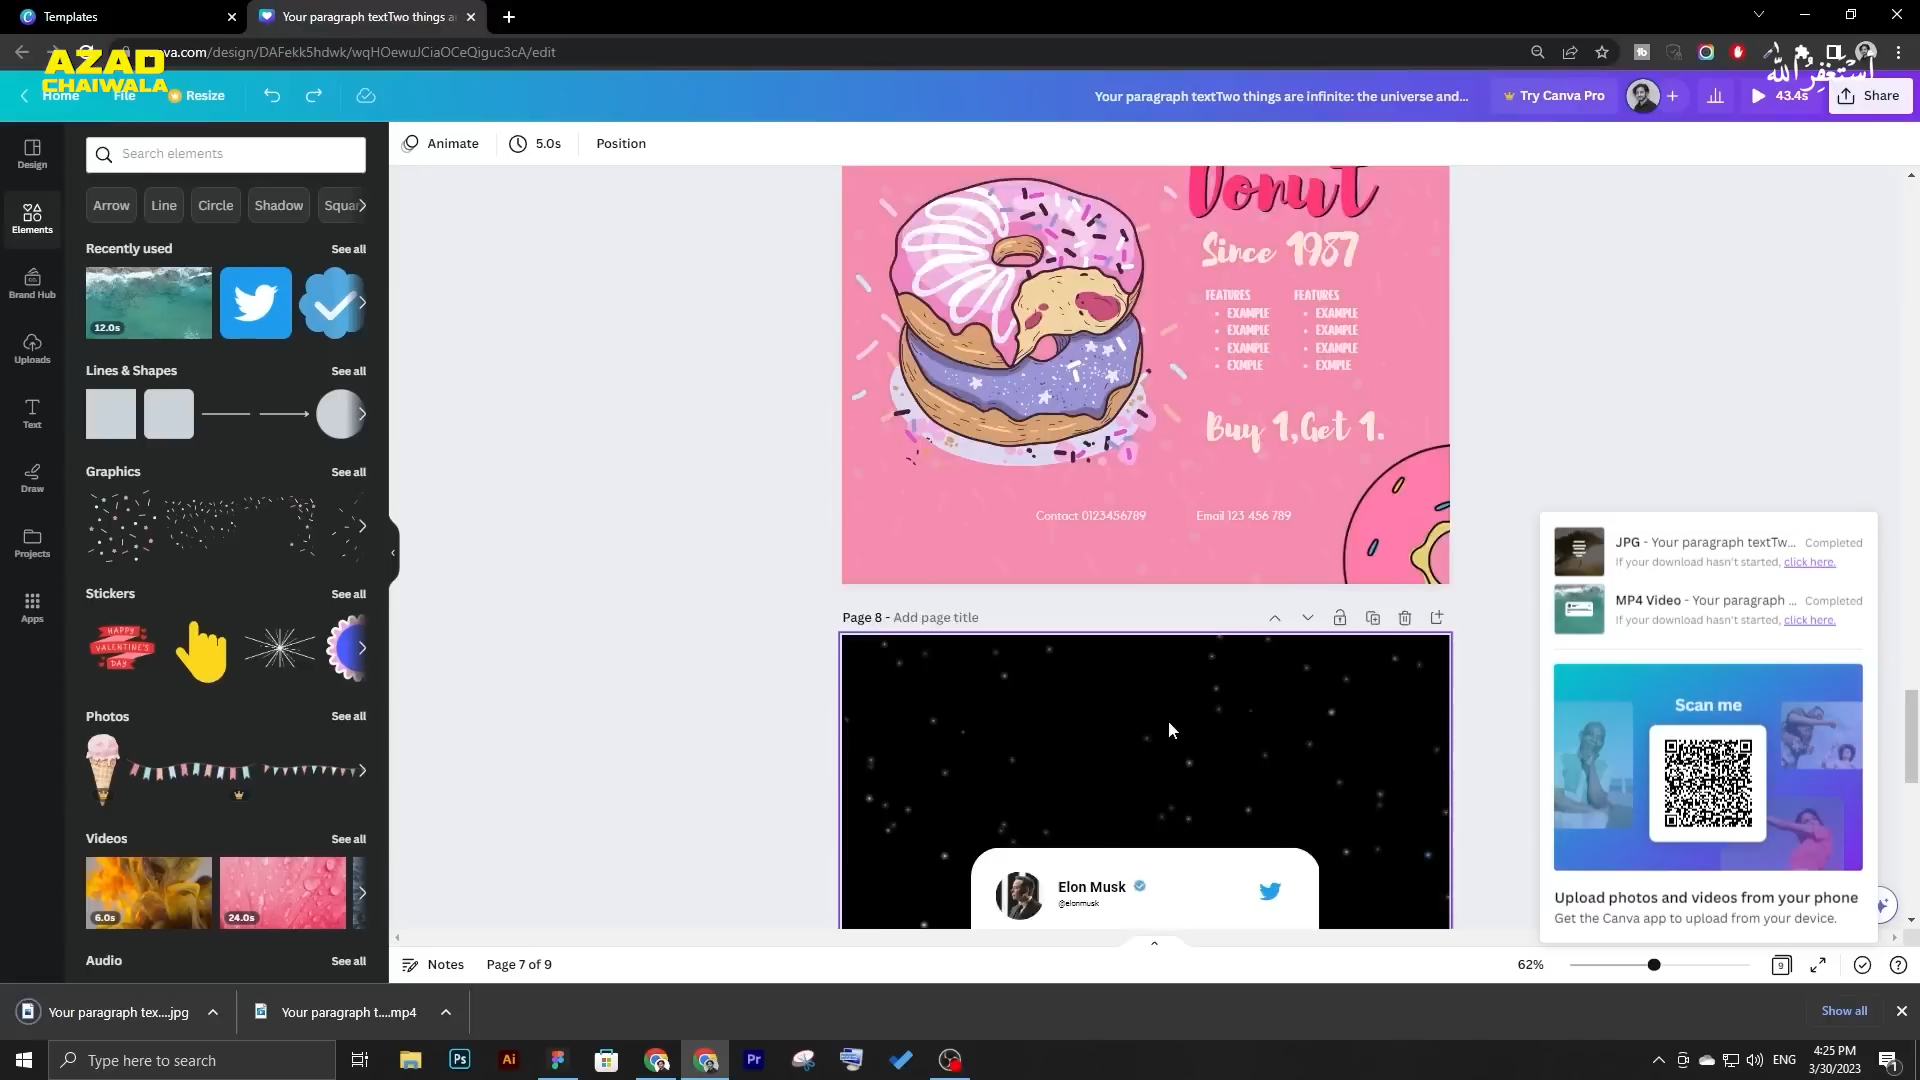 Templates
Your paragraph textTwo things a
va.com/design/DAFekk5hdwk/wqHOewuJCiaOCeQiguc3cA/edit
AZAD
CHAIWALA
أستغفر الله
Home
File
Resize
Your paragraph textTwo things are infinite: the universe and...
Try Canva Pro
43.4s
Share
Design
Elements
Brand Hub
Uploads
Text
Draw
Projects
Apps
Search elements
Arrow
Line
Circle
Shadow
Squar
Recently used
See all
12.0s
Lines & Shapes
See all
Graphics
See all
Stickers
See all
HAPPY
VALENTINE'S
DAY
Photos
See all
Videos
See all
6.0s
24.0s
Audio
See all
Animate
5.0s
Position
Donut
Since 1987
FEATURES FEATURES
• EXAMPLE • EXAMPLE
• EXAMPLE • EXAMPLE
• EXAMPLE • EXAMPLE
• EXMPLE • EXMPLE
Buy 1,Get 1.
Contact 0123456789
Email 123 456 789
Page 8 - Add page title
Elon Musk
@elonmusk
JPG - Your paragraph textTw... Completed
If your download hasn't started, click here.
MP4 Video - Your paragraph ... Completed
If your download hasn't started, click here.
Scan me
Upload photos and videos from your phone
Get the Canva app to upload from your device.
Notes
Page 7 of 9
62%
9
Your paragraph tex....jpg
Your paragraph t....mp4
Show all
Type here to search
Ps
Ai
Pr
ENG
4:25 PM
3/30/2023
1